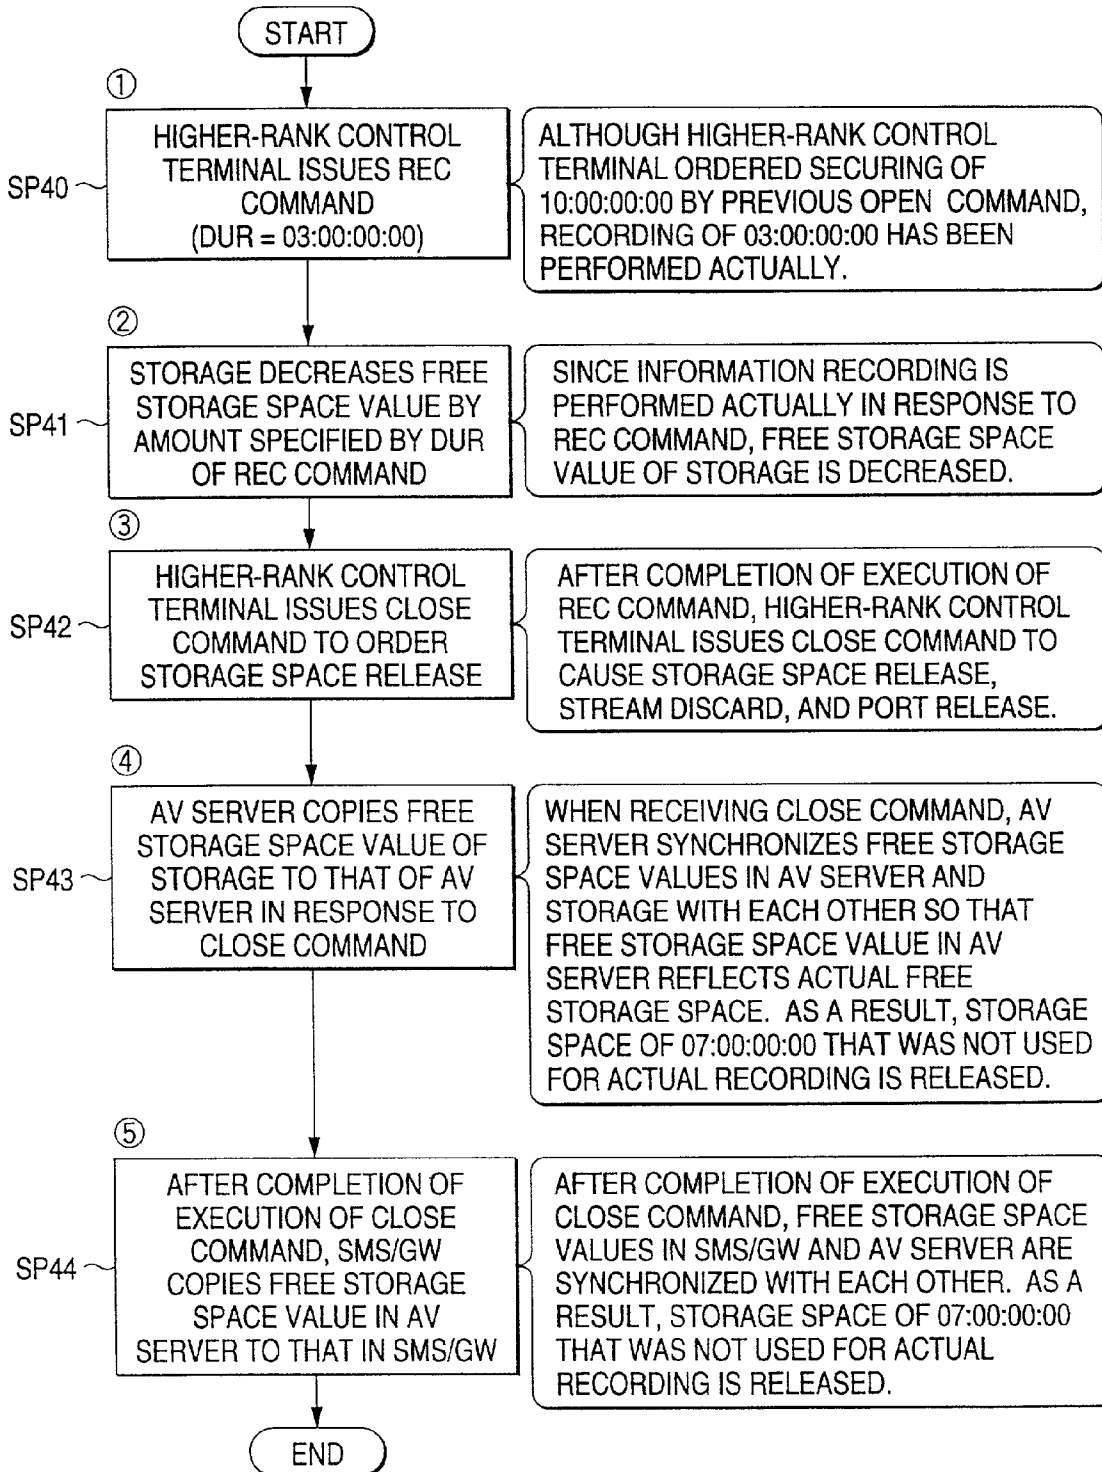 START
①
SP40
HIGHER-RANK CONTROL
TERMINAL ISSUES REC
COMMAND
(DUR = 03:00:00:00)
ALTHOUGH HIGHER-RANK CONTROL
TERMINAL ORDERED SECURING OF
10:00:00:00 BY PREVIOUS OPEN COMMAND,
RECORDING OF 03:00:00:00 HAS BEEN
PERFORMED ACTUALLY.
②
SP41
STORAGE DECREASES FREE
STORAGE SPACE VALUE BY
AMOUNT SPECIFIED BY DUR
OF REC COMMAND
SINCE INFORMATION RECORDING IS
PERFORMED ACTUALLY IN RESPONSE TO
REC COMMAND, FREE STORAGE SPACE
VALUE OF STORAGE IS DECREASED.
③
SP42
HIGHER-RANK CONTROL
TERMINAL ISSUES CLOSE
COMMAND TO ORDER
STORAGE SPACE RELEASE
AFTER COMPLETION OF EXECUTION OF
REC COMMAND, HIGHER-RANK CONTROL
TERMINAL ISSUES CLOSE COMMAND TO
CAUSE STORAGE SPACE RELEASE,
STREAM DISCARD, AND PORT RELEASE.
④
SP43
AV SERVER COPIES FREE
STORAGE SPACE VALUE OF
STORAGE TO THAT OF AV
SERVER IN RESPONSE TO
CLOSE COMMAND
WHEN RECEIVING CLOSE COMMAND, AV
SERVER SYNCHRONIZES FREE STORAGE
SPACE VALUES IN AV SERVER AND
STORAGE WITH EACH OTHER SO THAT
FREE STORAGE SPACE VALUE IN AV
SERVER REFLECTS ACTUAL FREE
STORAGE SPACE. AS A RESULT, STORAGE
SPACE OF 07:00:00:00 THAT WAS NOT USED
FOR ACTUAL RECORDING IS RELEASED.
⑤
SP44
AFTER COMPLETION OF
EXECUTION OF CLOSE
COMMAND, SMS/GW
COPIES FREE STORAGE
SPACE VALUE IN AV
SERVER TO THAT IN SMS/GW
AFTER COMPLETION OF EXECUTION OF
CLOSE COMMAND, FREE STORAGE SPACE
VALUES IN SMS/GW AND AV SERVER ARE
SYNCHRONIZED WITH EACH OTHER. AS A
RESULT, STORAGE SPACE OF 07:00:00:00
THAT WAS NOT USED FOR ACTUAL
RECORDING IS RELEASED.
END